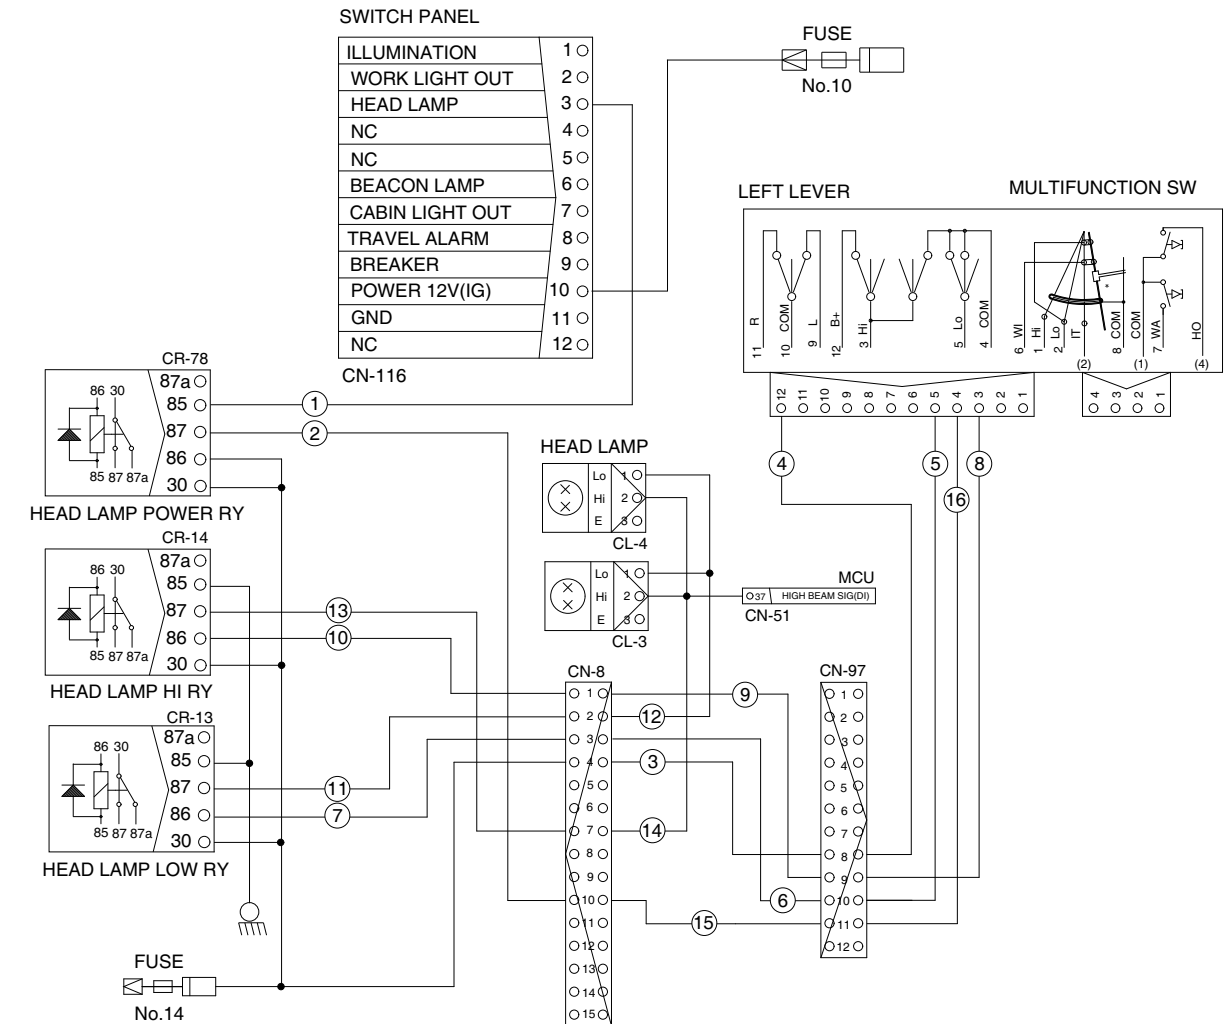 SWITCH PANEL
ILLUMINATION 1
WORK LIGHT OUT 2
HEAD LAMP 3
NC 4
NC 5
BEACON LAMP 6
CABIN LIGHT OUT 7
TRAVEL ALARM 8
BREAKER 9
POWER 12V(IG) 10
GND 11
NC 12
CN-116
FUSE
No.10
LEFT LEVER
MULTIFUNCTION SW
11 R
10 COM
9 L
12 B+
3 Hi
5 Lo
4 COM
6 WI
1 Hi
2 Lo
IT
(2)
*
8 COM
COM
(1)
7 WA
HO
(4)
12 11 10 9 8 7 6 5 4 3 2 1
4 3 2 1
4
5
8
16
CR-78
86 30
85 87 87a
87a
85
87
86
30
1
2
HEAD LAMP POWER RY
CR-14
86 30
85 87 87a
87a
85
87
86
30
13
10
HEAD LAMP HI RY
CR-13
86 30
85 87 87a
87a
85
87
86
30
11
7
HEAD LAMP LOW RY
FUSE
No.14
HEAD LAMP
Lo 1
Hi 2
E 3
CL-4
Lo 1
Hi 2
E 3
CL-3
MCU
37 HIGH BEAM SIG(DI)
CN-51
CN-8
1
2
3
4
5
6
7
8
9
10
11
12
13
14
15
9
12
3
14
6
15
CN-97
1
2
3
4
5
6
7
8
9
10
11
12